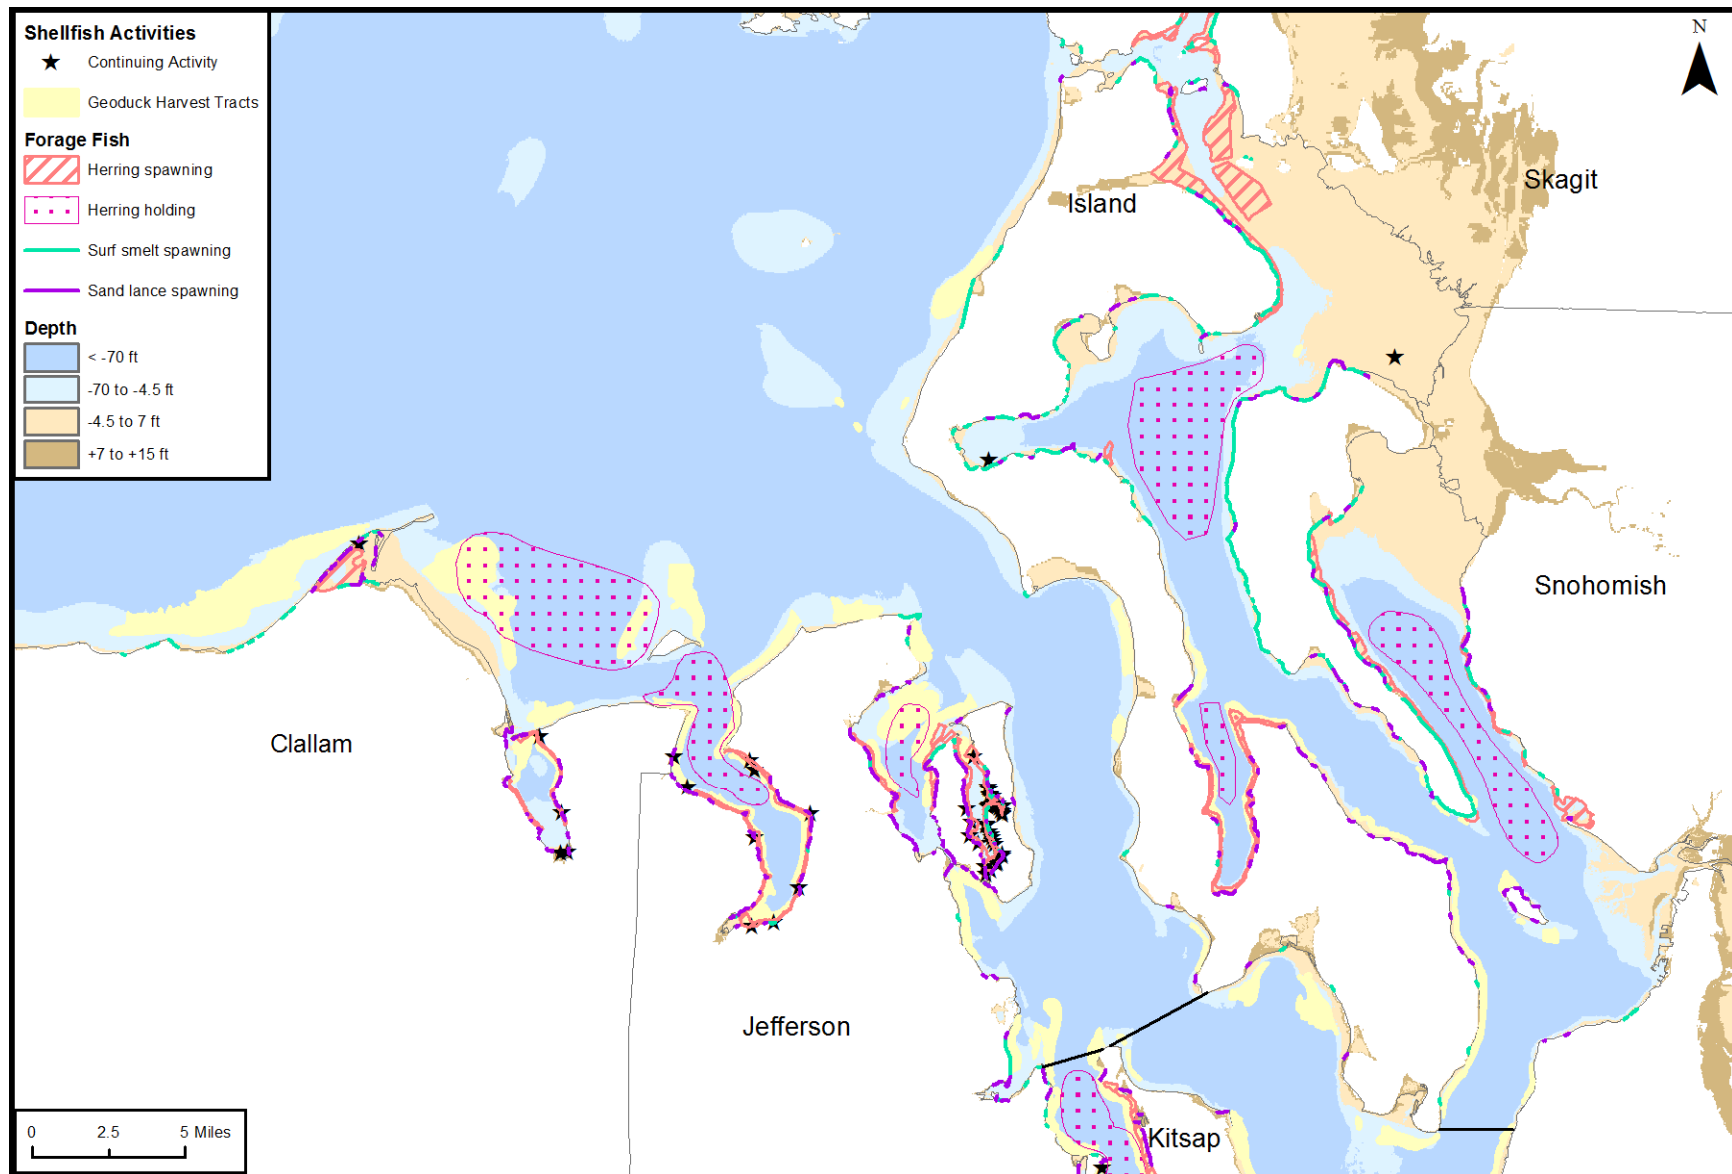 Shellfish Activities
Continuing Activity
Geoduck Harvest Tracts
Forage Fish
Herring spawning
Herring holding
Surf smelt spawning
Sand lance spawning
Depth
< -70 ft
-70 to -4.5 ft
-4.5 to 7 ft
+7 to +15 ft
N
Skagit
Island
Snohomish
Clallam
Jefferson
Kitsap
0 2.5 5 Miles